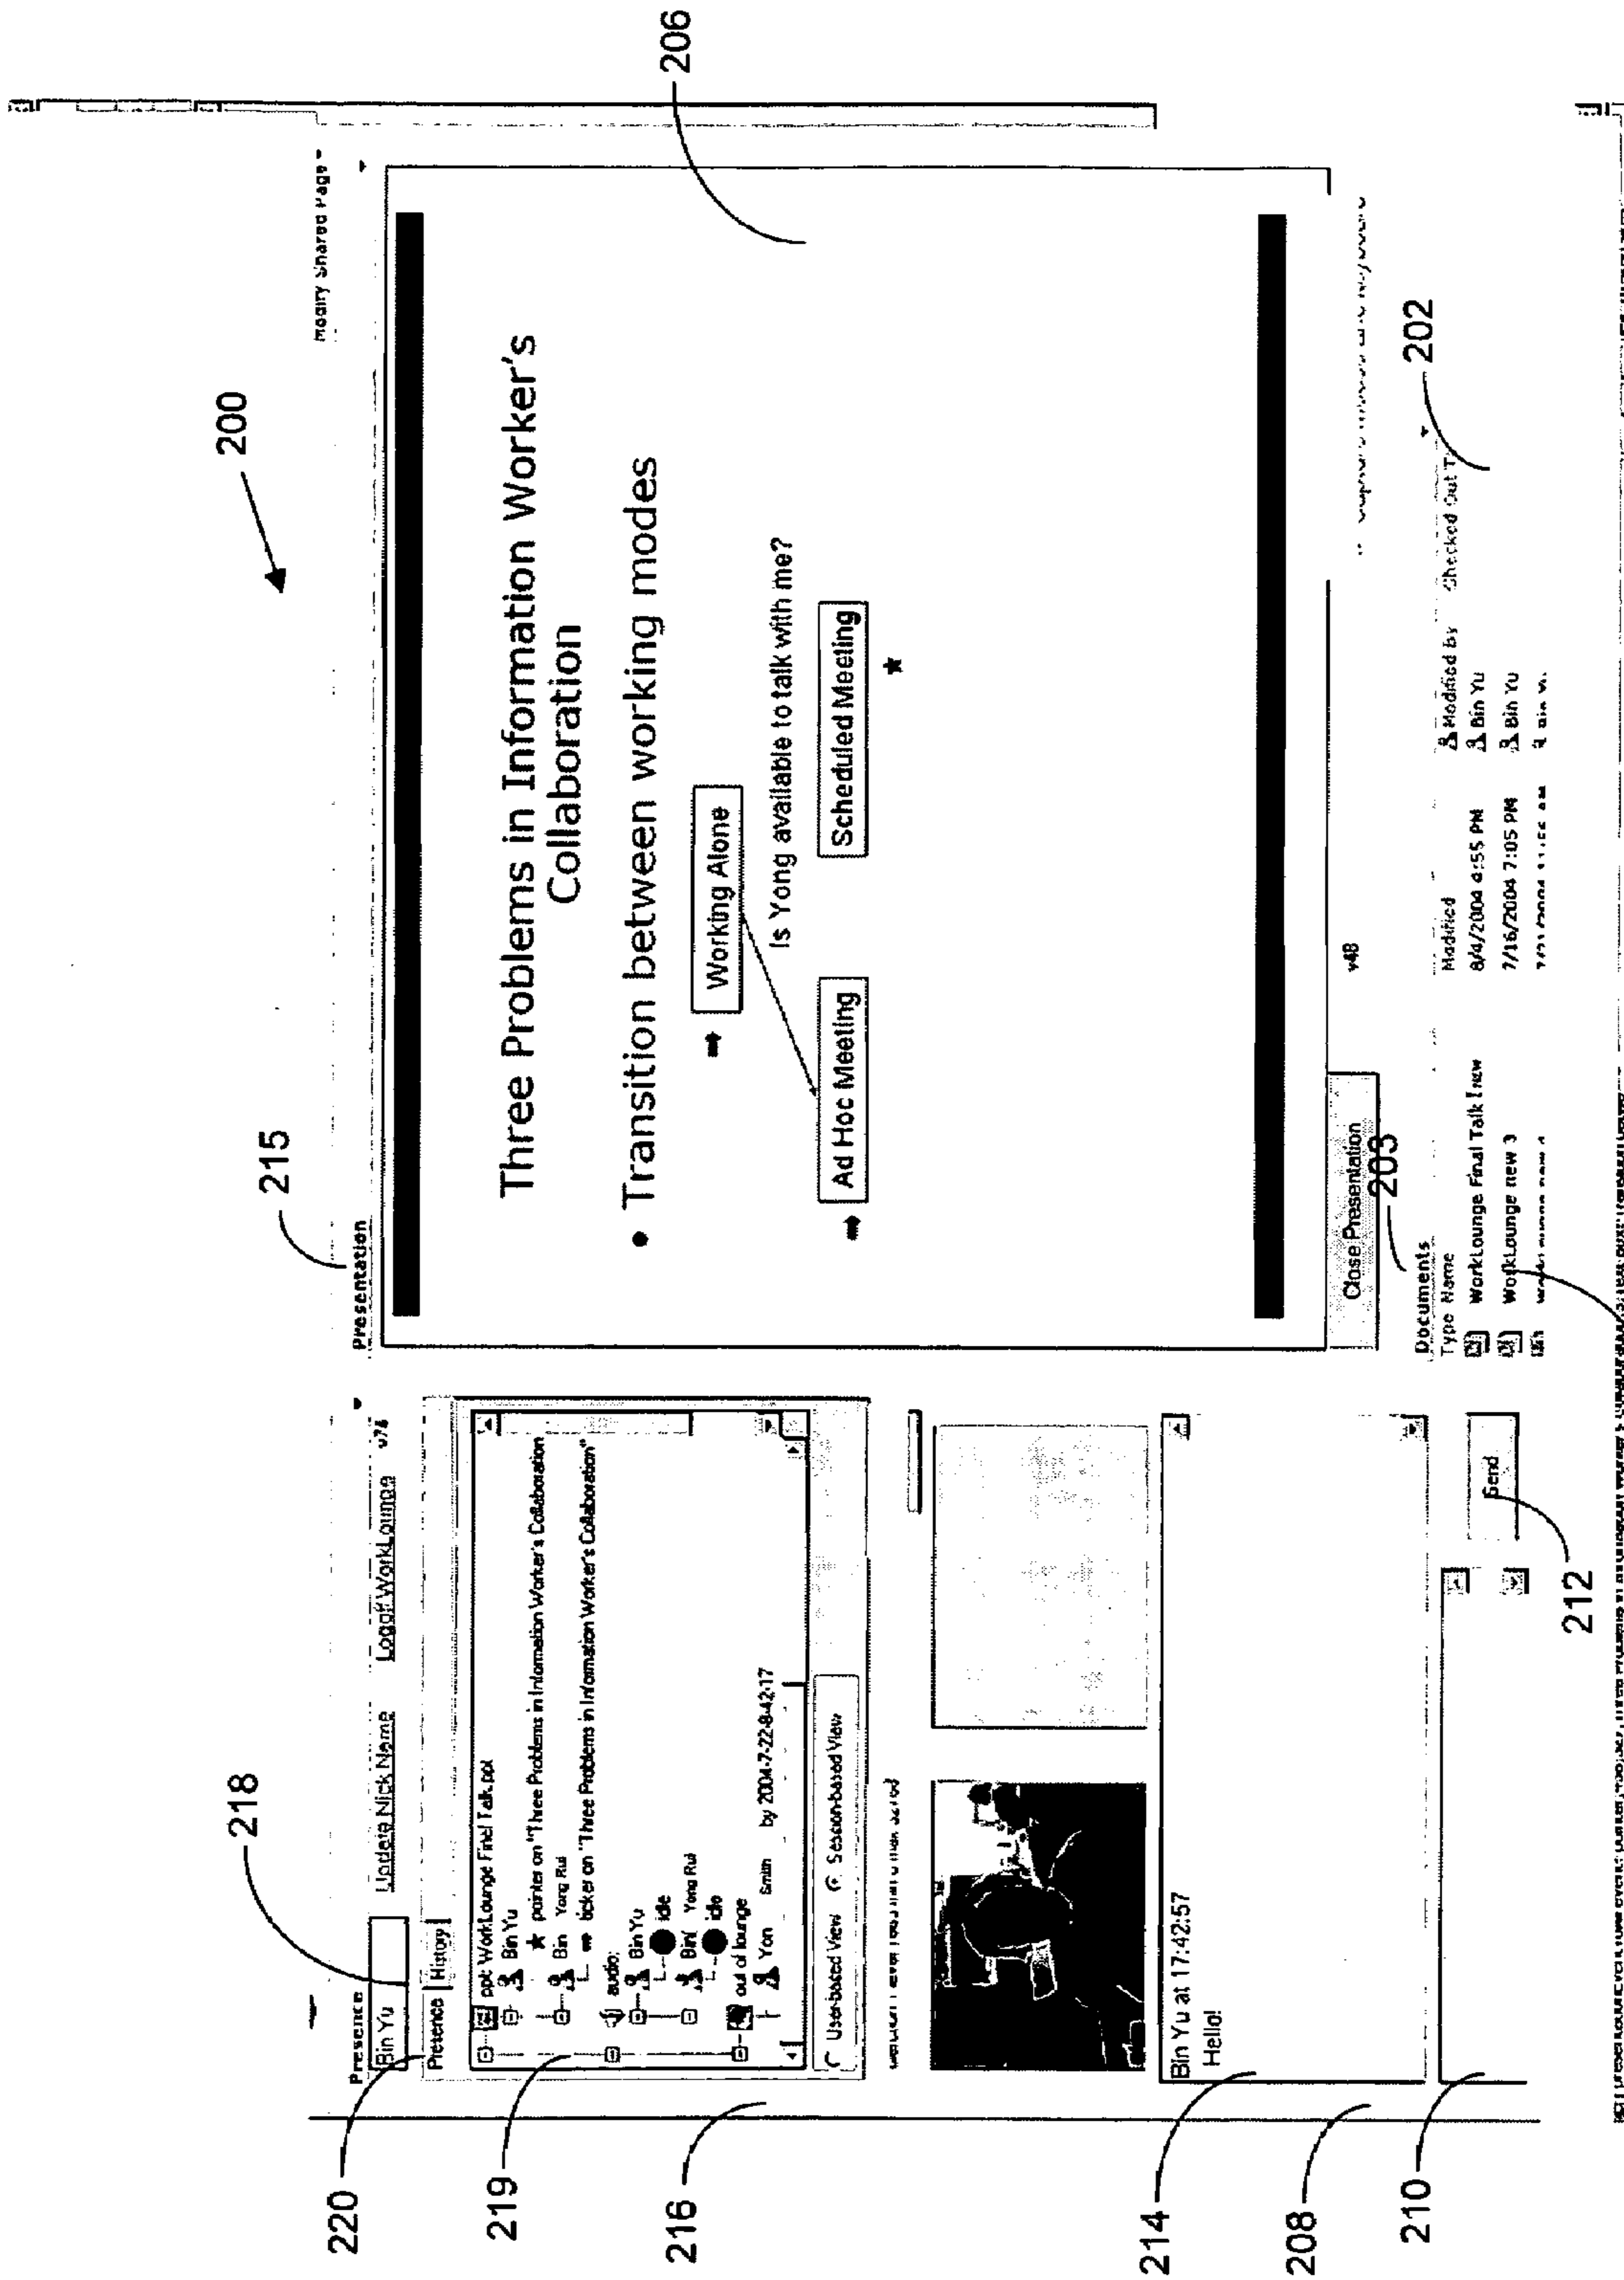 200
Modify Shared Page
220
218
215
Presence
Bin Yu
Update Nick Name
Logoff WorkLounge
v74
Presence
History
219
ppt: WorkLounge Final Talk.ppt
Bin Yu
pointer on "Three Problems in Information Worker's Collaboration
Bin Yong Rui
ticker on "Three Problems in Information Worker's Collaboration"
audio:
Bin Yu
idle
Bin Yong Rui
idle
out of lounge
Yon Smith by 2004-7-22-8-42-17
User-based View
Session-based View
216
214
Bin Yu at 17:42:57
Hello!
208
210
212
Send
Presentation
Three Problems in Information Worker's
Collaboration
• Transition between working modes
Working Alone
Is Yong available to talk with me?
Ad Hoc Meeting
Scheduled Meeting
206
Close Presentation
v48
203
Documents
Type Name Modified Modified By Checked Out T
WorkLounge Final Talk new 8/4/2004 4:55 PM Bin Yu
WorkLounge new 3 7/16/2004 7:05 PM Bin Yu
202